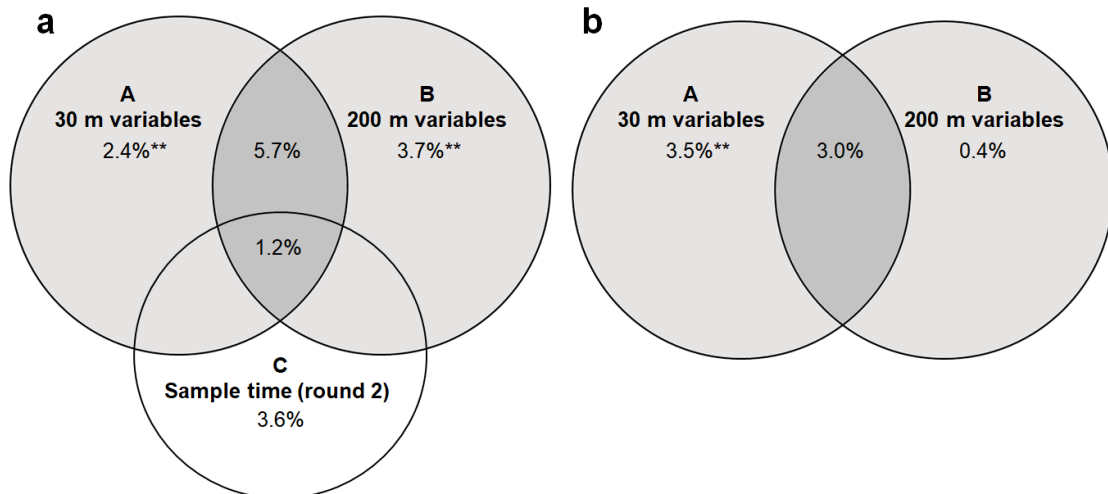 a
A
30 m variables
2.4%**
5.7%
B
200 m variables
3.7%**
1.2%
C
Sample time (round 2)
3.6%
b
A
30 m variables
3.5%**
3.0%
B
200 m variables
0.4%